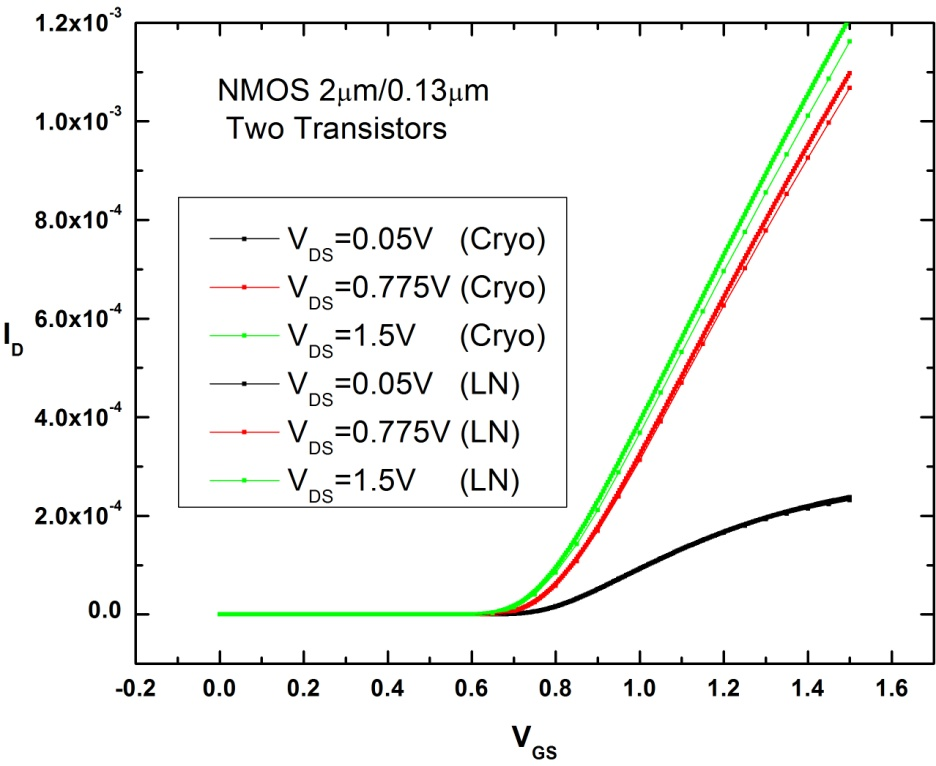 1.2x10⁻³
1.0x10⁻³
8.0x10⁻⁴
6.0x10⁻⁴
4.0x10⁻⁴
2.0x10⁻⁴
0.0
I_D
NMOS 2μm/0.13μm
Two Transistors
V_DS=0.05V (Cryo)
V_DS=0.775V (Cryo)
V_DS=1.5V (Cryo)
V_DS=0.05V (LN)
V_DS=0.775V (LN)
V_DS=1.5V (LN)
-0.2 0.0 0.2 0.4 0.6 0.8 1.0 1.2 1.4 1.6
V_GS